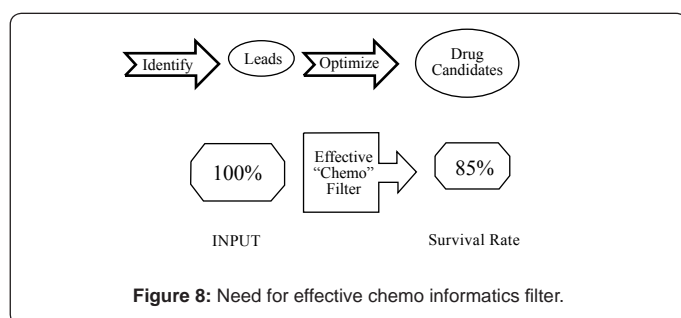 Identify
Leads
Optimize
Drug
Candidates
100%
Effective
"Chemo"
Filter
85%
INPUT
Survival Rate
Figure 8: Need for effective chemo informatics filter.